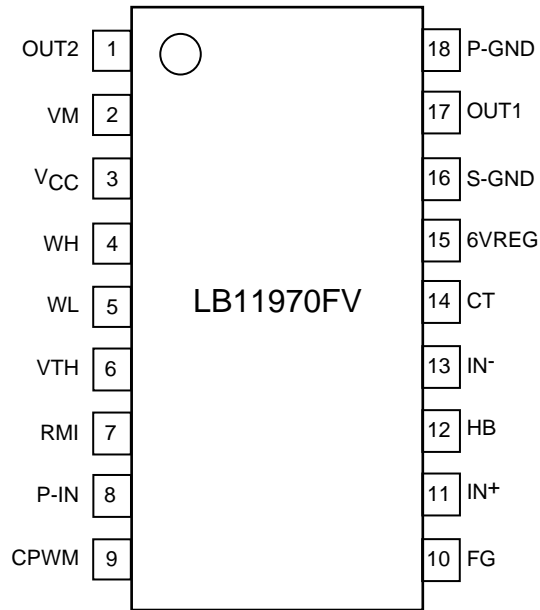 OUT2 1 18 P-GND
VM 2 17 OUT1
VCC 3 16 S-GND
WH 4 15 6VREG
WL 5 LB11970FV 14 CT
VTH 6 13 IN-
RMI 7 12 HB
P-IN 8 11 IN+
CPWM 9 10 FG